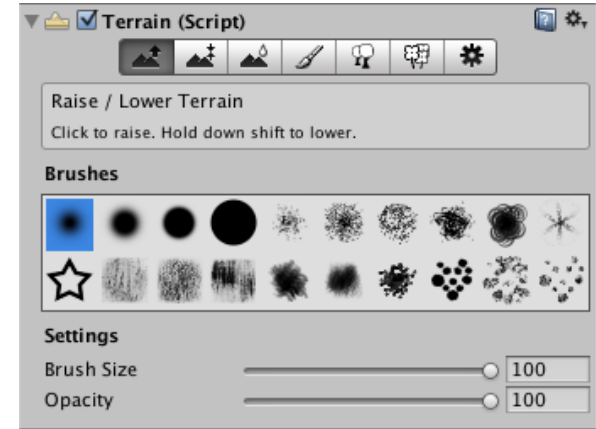 Terrain (Script)
Raise / Lower Terrain
Click to raise. Hold down shift to lower.
Brushes
Settings
Brush Size 100
Opacity 100